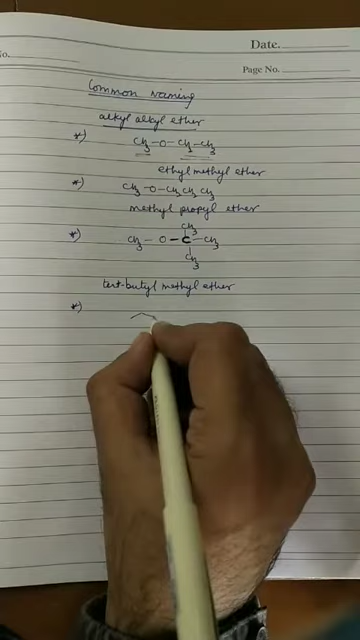 Date.
No.
Page No.
Common Naming
alkyl alkyl ether
*) CH3-O-CH2-CH3
ethyl methyl ether
*) CH3-O-CH2CH2CH3
methyl propyl ether
CH3
*) CH3-O-C-CH3
CH3
tert-butyl methyl ether
*)